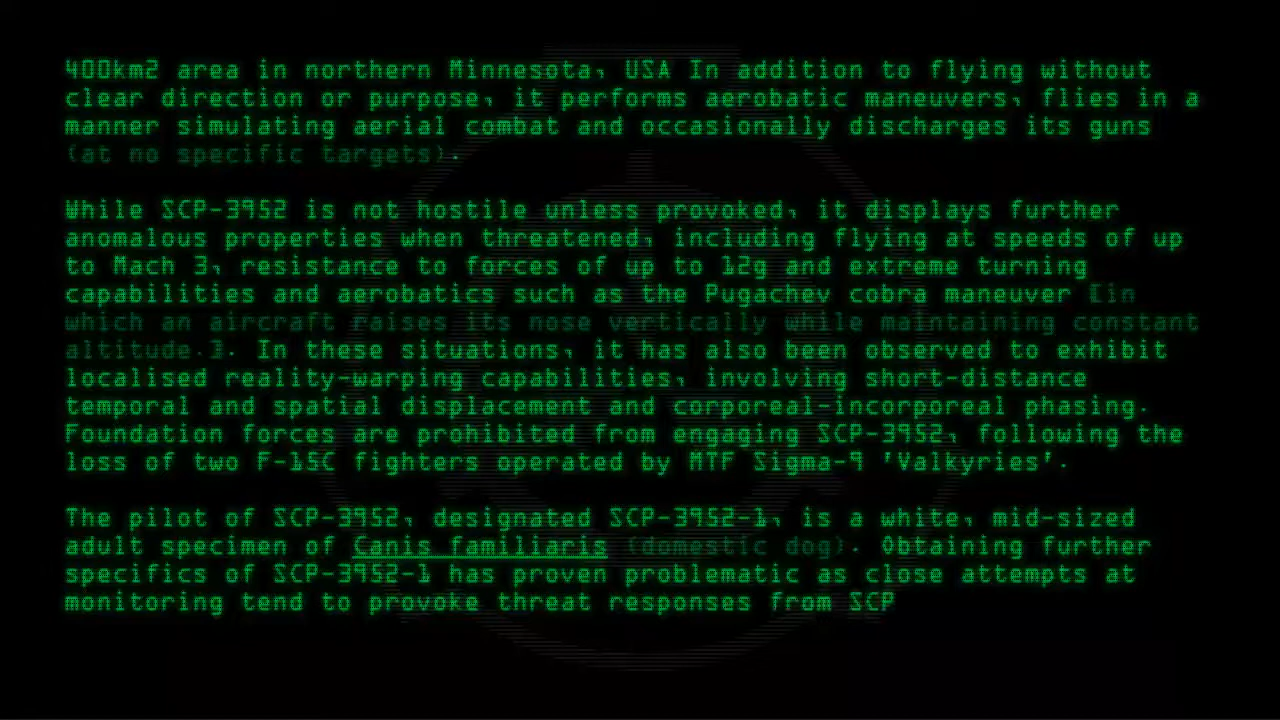 400km2 area in northern Minnesota, USA In addition to flying without
clear direction or purpose, it performs aerobatic maneuvers, flies in a
manner simulating aerial combat and occasionally discharges its guns
(at no specific targets).
While SCP-3952 is not hostile unless provoked, it displays further
anomalous properties when threatened, including flying at speeds of up
to Mach 3, resistance to forces of up to 12g and extreme turning
capabilities and aerobatics such as the Pugachev cobra maneuver [in
which an aircraft raises its nose vertically while maintaining constant
altitude.]. In these situations, it has also been observed to exhibit
localised reality-warping capabilities, involving short-distance
temporal and spatial displacement and corporeal-incorporeal phasing.
Foundation forces are prohibited from engaging SCP-3952, following the
loss of two F-15C fighters operated by MTF Sigma-9 'Valkyries'.
The pilot of SCP-3952, designated SCP-3952-1, is a white, mid-sized
adult specimen of Canis familiaris (domestic dog). Obtaining further
specifics of SCP-3952-1 has proven problematic as close attempts at
monitoring tend to provoke threat responses from SCP